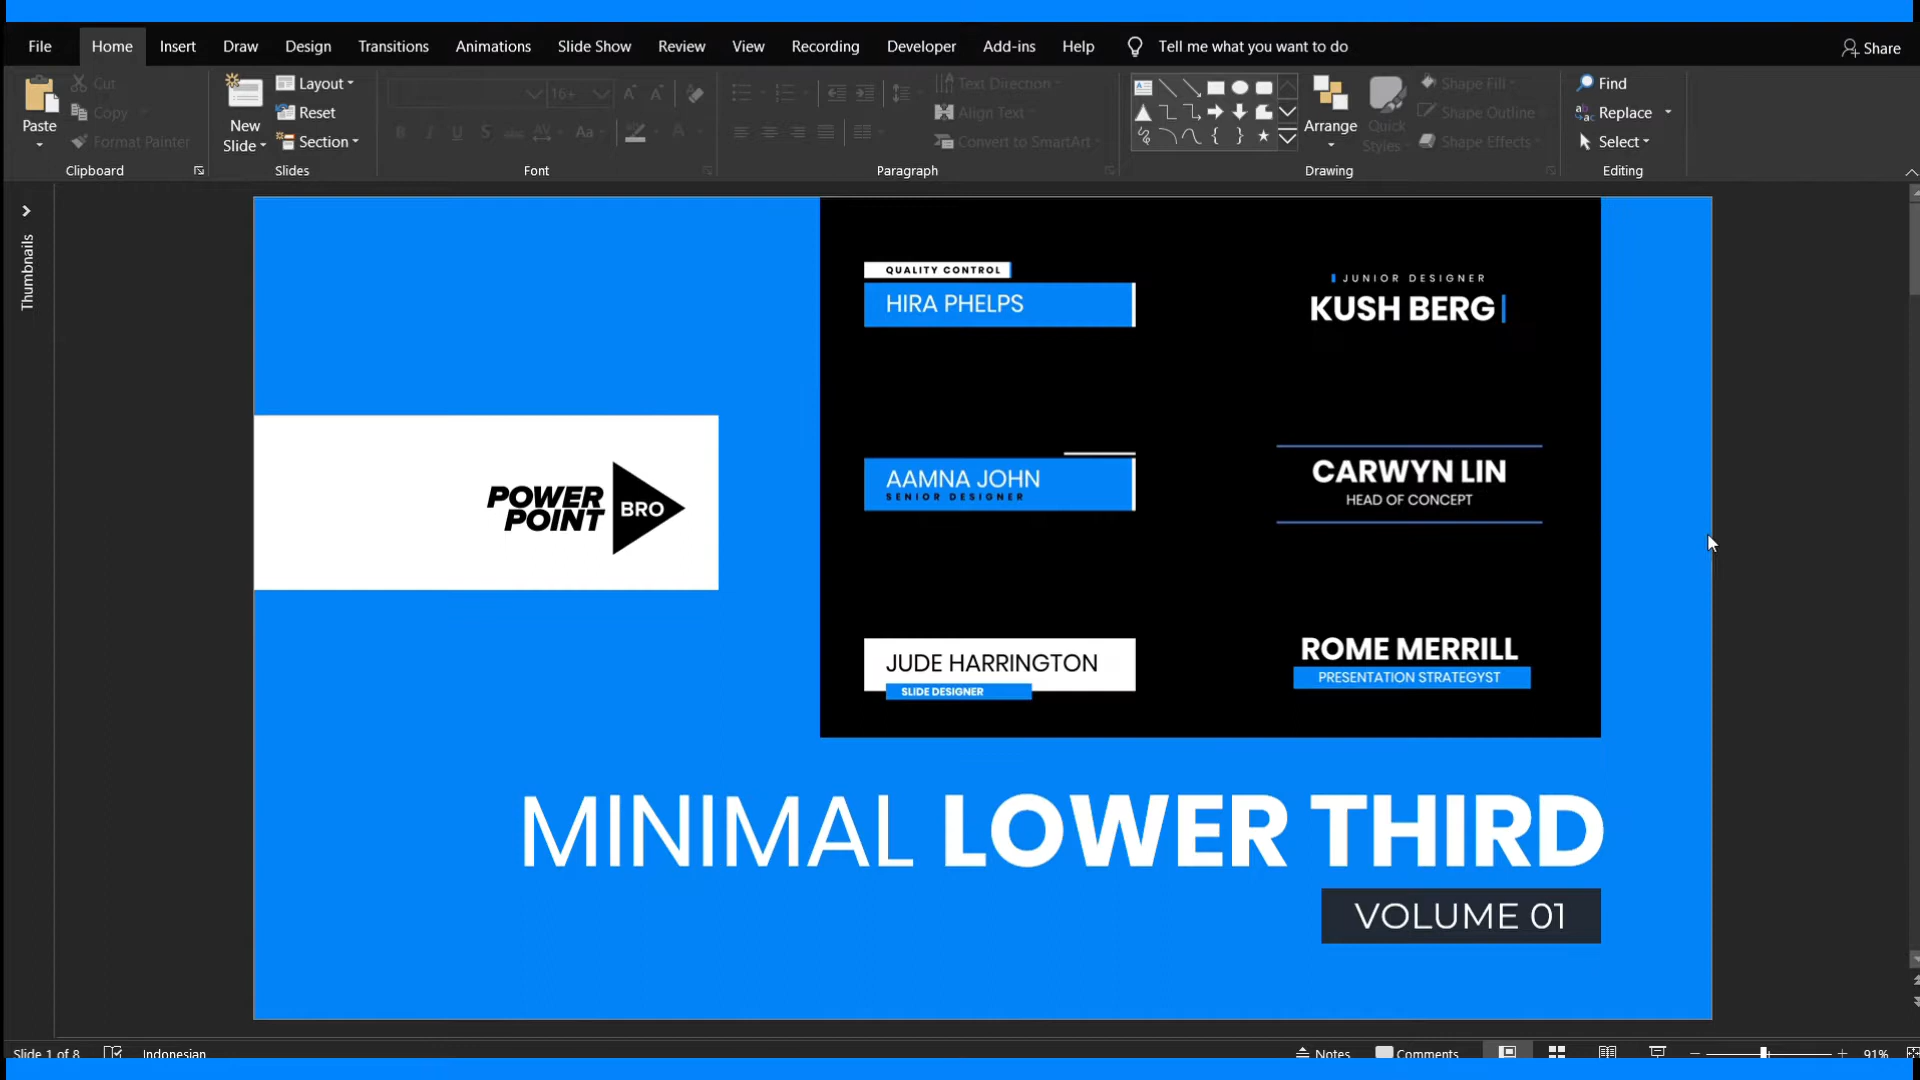 File Home Insert Draw Design Transitions Animations Slide Show Review View Recording Developer Add-ins Help Tell me what you want to do Share
Paste
Cut
Copy
Format Painter
Clipboard
New
Slide
Layout
Reset
Section
Slides
16+
Aa
Font
Text Direction
Align Text
Convert to SmartArt
Paragraph
Arrange
Quick
Styles
Shape Fill
Shape Outline
Shape Effects
Drawing
Find
Replace
Select
Editing
Thumbnails
QUALITY CONTROL
HIRA PHELPS
JUNIOR DESIGNER
KUSH BERG
AAMNA JOHN
SENIOR DESIGNER
CARWYN LIN
HEAD OF CONCEPT
JUDE HARRINGTON
SLIDE DESIGNER
ROME MERRILL
PRESENTATION STRATEGYST
POWER
POINT
BRO
MINIMAL LOWER THIRD
VOLUME 01
Slide 1 of 8 Indonesian Notes Comments 91%